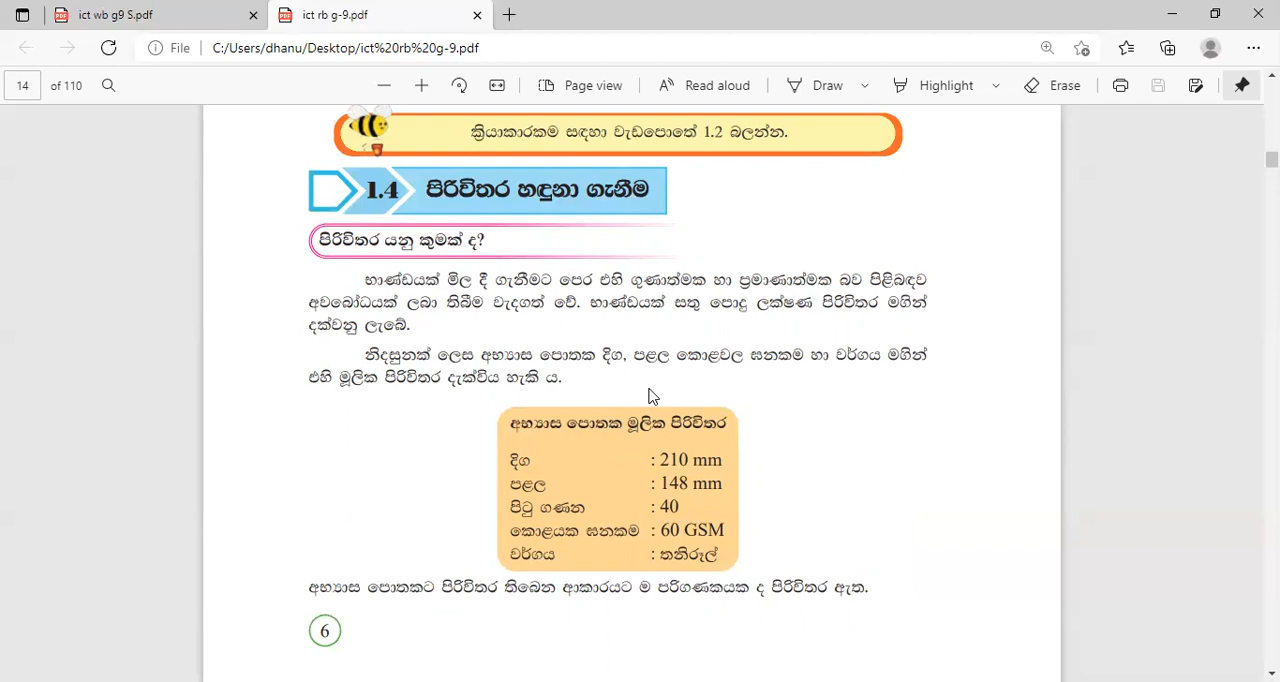 ict wb g9 S.pdf
ict rb g-9.pdf
File C:/Users/dhanu/Desktop/ict%20rb%20g-9.pdf
14 of 110 Page view Read aloud Draw Highlight Erase
ක්‍රියාකාරකම සඳහා වැඩපොතේ 1.2 බලන්න.
1.4 පිරිවිතර හඳුනා ගැනීම
පිරිවිතර යනු කුමක් ද?
භාණ්ඩයක් මිල දී ගැනීමට පෙර එහි ගුණාත්මක හා ප්‍රමාණාත්මක බව පිළිබඳව
අවබෝධයක් ලබා තිබීම වැදගත් වේ. භාණ්ඩයක් සතු පොදු ලක්ෂණ පිරිවිතර මගින්
දක්වනු ලැබේ.
නිදසුනක් ලෙස අභ්‍යාස පොතක දිග, පළල කොළවල ඝනකම හා වර්ගය මගින්
එහි මූලික පිරිවිතර දැක්විය හැකි ය.
අභ්‍යාස පොතක මූලික පිරිවිතර
දිග : 210 mm
පළල : 148 mm
පිටු ගණන : 40
කොළයක ඝනකම : 60 GSM
වර්ගය : තනිරූල්
අභ්‍යාස පොතකට පිරිවිතර තිබෙන ආකාරයට ම පරිගණකයක ද පිරිවිතර ඇත.
6